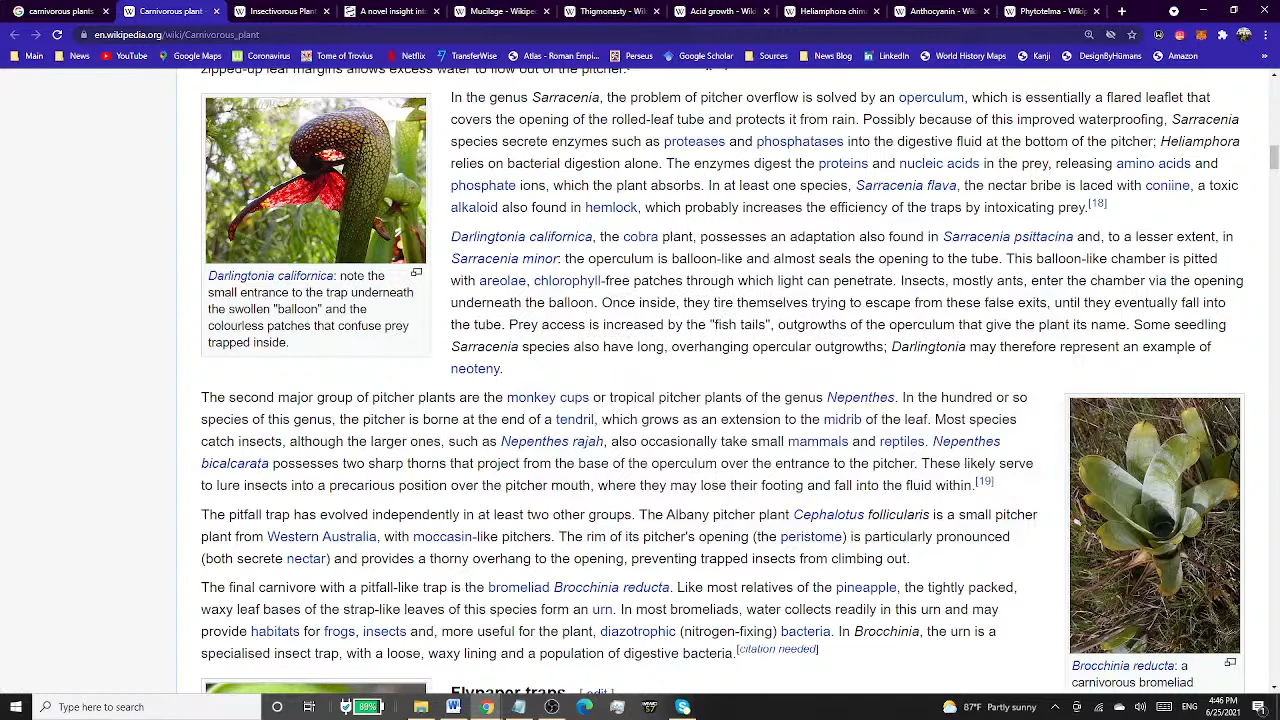 carnivorous plants
Carnivorous plant
Insectivorous Plant
A novel insight into
Mucilage - Wikipe
Thigmonasty - Wik
Acid growth - Wiki
Heliamphora chim
Anthocyanin - Wik
Phytotelma - Wikip
en.wikipedia.org/wiki/Carnivorous_plant
Main
News
YouTube
Google Maps
Coronavirus
Tome of Trovius
Netflix
TransferWise
Atlas - Roman Empi...
Perseus
Google Scholar
Sources
News Blog
LinkedIn
World History Maps
Kanji
DesignByHumans
Amazon
zipped-up leaf margins allows excess water to flow out of the pitcher.
In the genus Sarracenia, the problem of pitcher overflow is solved by an operculum, which is essentially a flared leaflet that
covers the opening of the rolled-leaf tube and protects it from rain. Possibly because of this improved waterproofing, Sarracenia
species secrete enzymes such as proteases and phosphatases into the digestive fluid at the bottom of the pitcher; Heliamphora
relies on bacterial digestion alone. The enzymes digest the proteins and nucleic acids in the prey, releasing amino acids and
phosphate ions, which the plant absorbs. In at least one species, Sarracenia flava, the nectar bribe is laced with coniine, a toxic
alkaloid also found in hemlock, which probably increases the efficiency of the traps by intoxicating prey.[18]
Darlingtonia californica: note the
small entrance to the trap underneath
the swollen "balloon" and the
colourless patches that confuse prey
trapped inside.
Darlingtonia californica, the cobra plant, possesses an adaptation also found in Sarracenia psittacina and, to a lesser extent, in
Sarracenia minor: the operculum is balloon-like and almost seals the opening to the tube. This balloon-like chamber is pitted
with areolae, chlorophyll-free patches through which light can penetrate. Insects, mostly ants, enter the chamber via the opening
underneath the balloon. Once inside, they tire themselves trying to escape from these false exits, until they eventually fall into
the tube. Prey access is increased by the "fish tails", outgrowths of the operculum that give the plant its name. Some seedling
Sarracenia species also have long, overhanging opercular outgrowths; Darlingtonia may therefore represent an example of
neoteny.
The second major group of pitcher plants are the monkey cups or tropical pitcher plants of the genus Nepenthes. In the hundred or so
species of this genus, the pitcher is borne at the end of a tendril, which grows as an extension to the midrib of the leaf. Most species
catch insects, although the larger ones, such as Nepenthes rajah, also occasionally take small mammals and reptiles. Nepenthes
bicalcarata possesses two sharp thorns that project from the base of the operculum over the entrance to the pitcher. These likely serve
to lure insects into a precarious position over the pitcher mouth, where they may lose their footing and fall into the fluid within.[19]
The pitfall trap has evolved independently in at least two other groups. The Albany pitcher plant Cephalotus follicularis is a small pitcher
plant from Western Australia, with moccasin-like pitchers. The rim of its pitcher's opening (the peristome) is particularly pronounced
(both secrete nectar) and provides a thorny overhang to the opening, preventing trapped insects from climbing out.
The final carnivore with a pitfall-like trap is the bromeliad Brocchinia reducta. Like most relatives of the pineapple, the tightly packed,
waxy leaf bases of the strap-like leaves of this species form an urn. In most bromeliads, water collects readily in this urn and may
provide habitats for frogs, insects and, more useful for the plant, diazotrophic (nitrogen-fixing) bacteria. In Brocchinia, the urn is a
specialised insect trap, with a loose, waxy lining and a population of digestive bacteria.[citation needed]
Brocchinia reducta: a
carnivorous bromeliad
Flypaper traps [ edit ]
Type here to search
99%
87°F Partly sunny
4:46 PM
6/25/2021